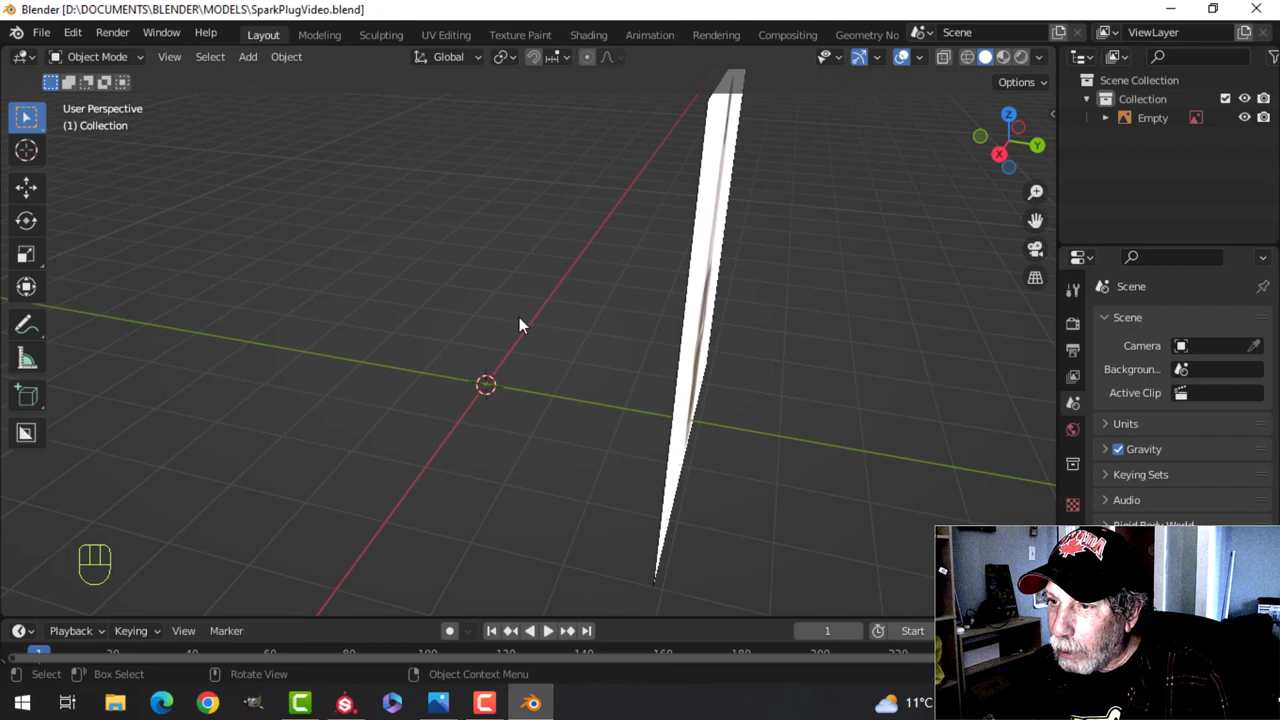 Blender [D:\DOCUMENTS\BLENDER\MODELS\SparkPlugVideo.blend]
File Edit Render Window Help Layout Modeling Sculpting UV Editing Texture Paint Shading Animation Rendering Compositing Geometry No Scene ViewLayer
Object Mode View Select Add Object Global
Options
User Perspective
(1) Collection
Z
Y
X
Scene Collection
Collection
Empty
Scene
Scene
Camera
Backgroun...
Active Clip
Units
Gravity
Keying Sets
Audio
Rigid Body World
Playback Keying View Marker 1 Start
Select Box Select Rotate View Object Context Menu
11°C